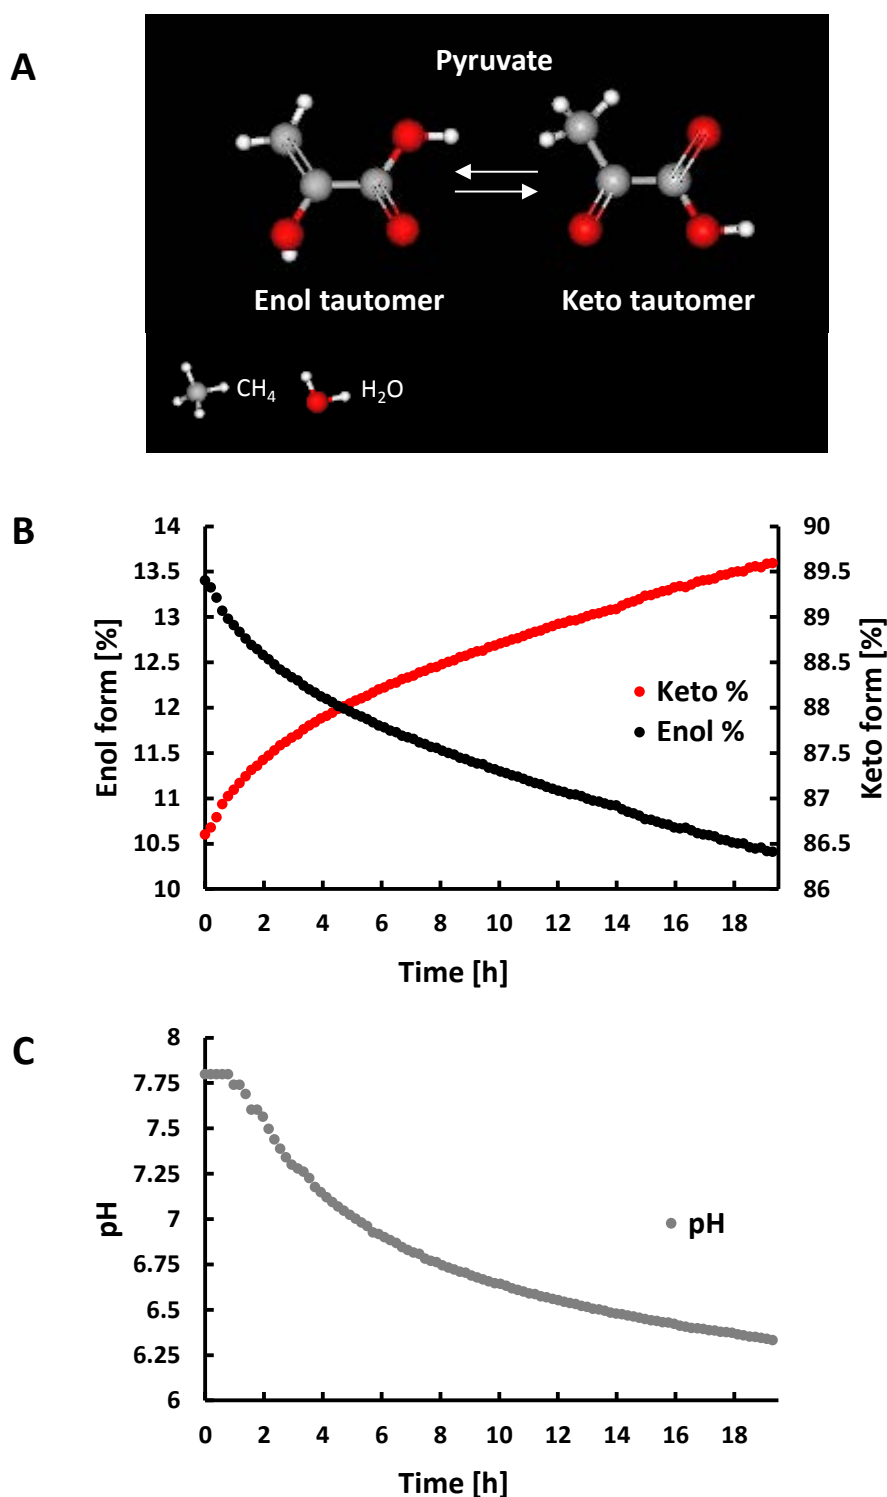 A
Pyruvate
Enol tautomer
Keto tautomer
CH₄
H₂O
B
14
13.5
13
12.5
12
11.5
11
10.5
10
Enol form [%]
90
89.5
89
88.5
88
87.5
87
86.5
86
Keto form [%]
Keto %
Enol %
0 2 4 6 8 10 12 14 16 18
Time [h]
C
8
7.75
7.5
7.25
7
6.75
6.5
6.25
6
pH
pH
0 2 4 6 8 10 12 14 16 18
Time [h]